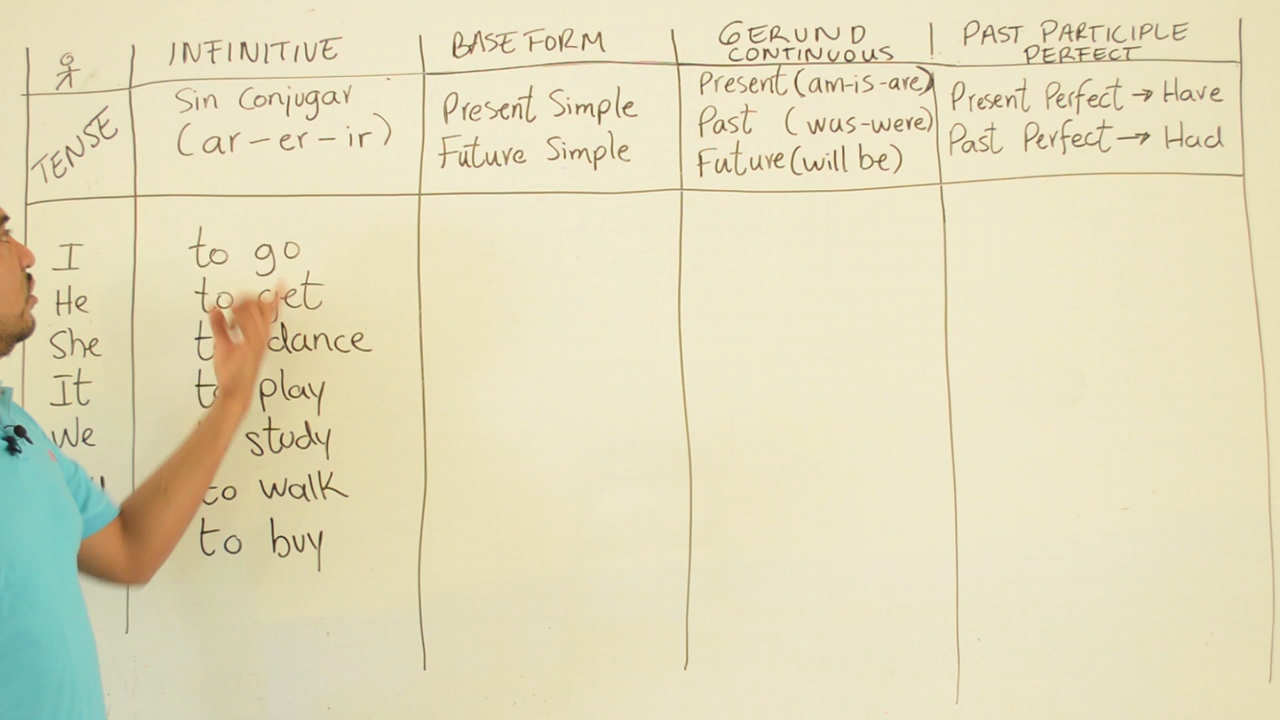 INFINITIVE
BASE FORM
GERUND
CONTINUOUS
PAST PARTICIPLE
PERFECT
TENSE
Sin Conjugar
(ar-er-ir)
Present Simple
Future Simple
Present (am-is-are)
Past (was-were)
Future (will be)
Present Perfect → Have
Past Perfect → Had
I
to go
He
to get
She
dance
It
play
We
study
to walk
to buy